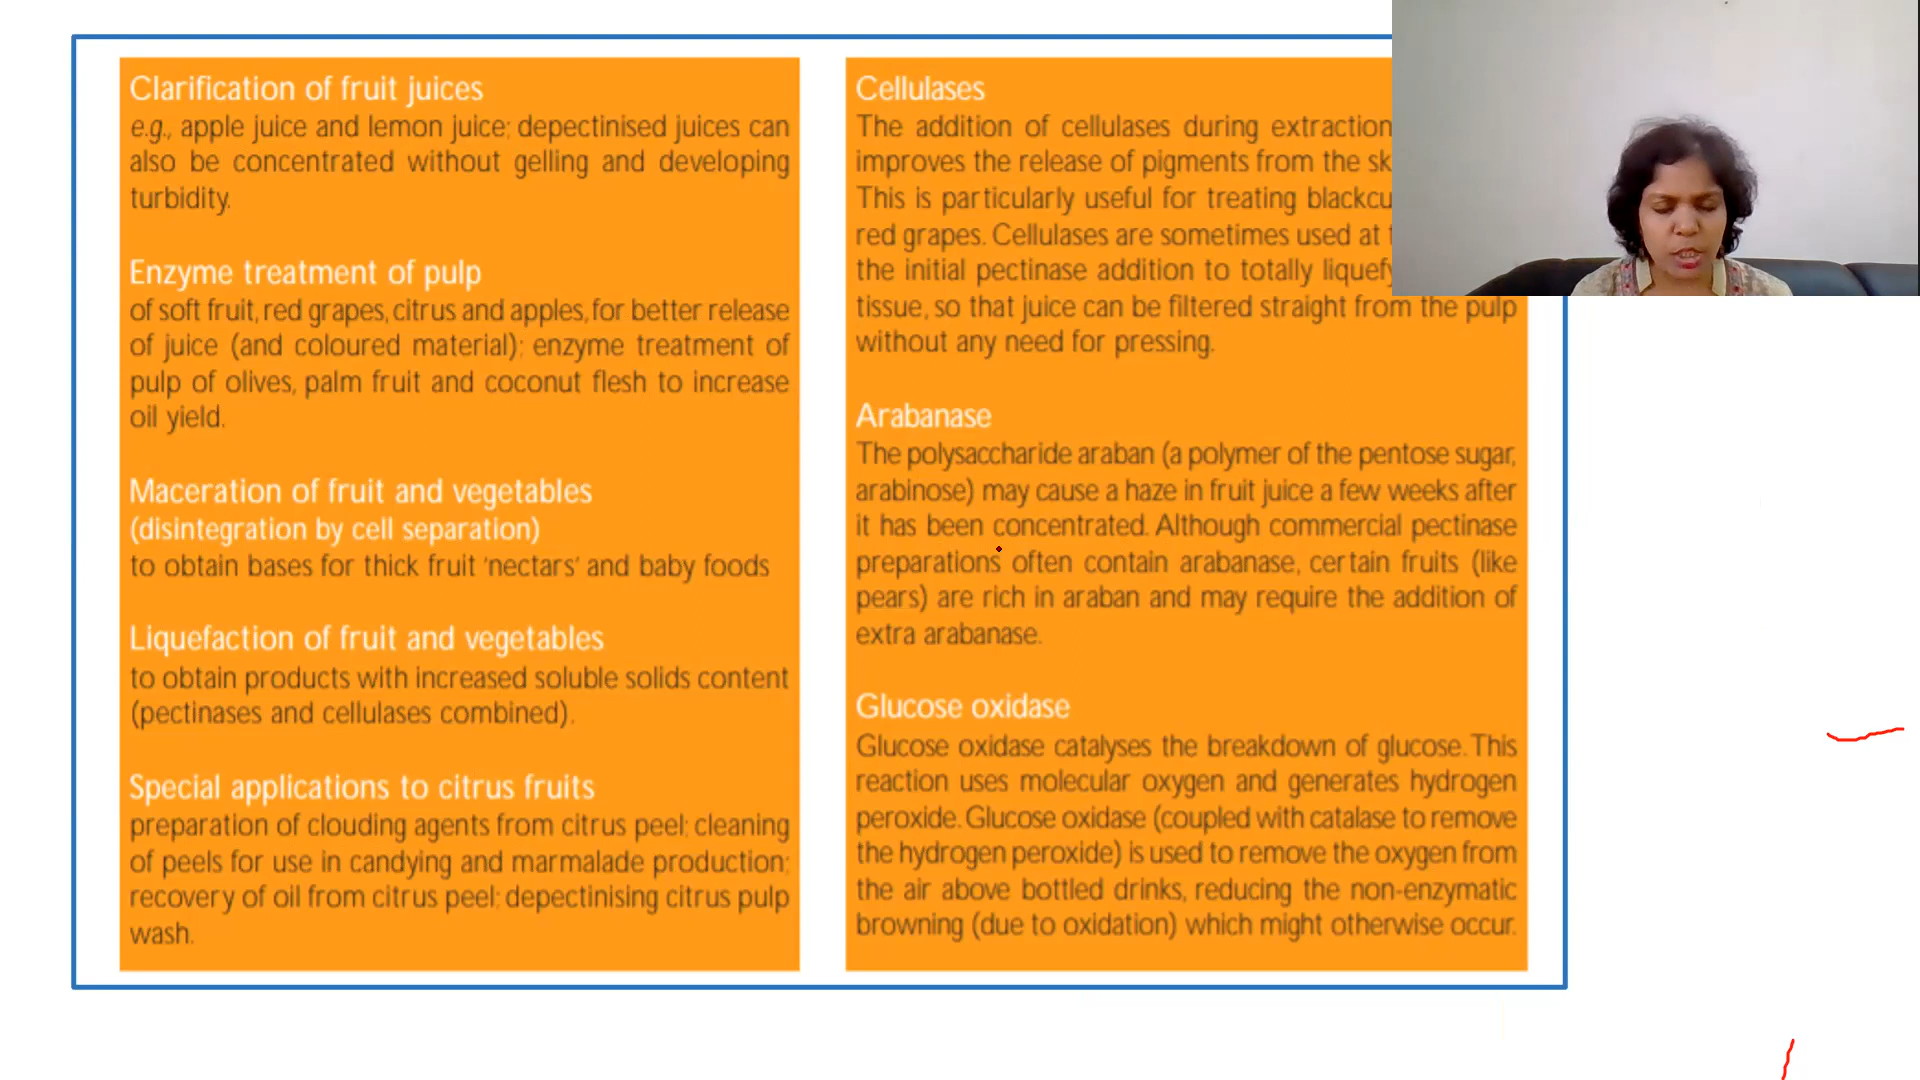 Clarification of fruit juices
e.g., apple juice and lemon juice; depectinised juices can
also be concentrated without gelling and developing
turbidity.
Enzyme treatment of pulp
of soft fruit, red grapes, citrus and apples, for better release
of juice (and coloured material); enzyme treatment of
pulp of olives, palm fruit and coconut flesh to increase
oil yield.
Maceration of fruit and vegetables
(disintegration by cell separation)
to obtain bases for thick fruit 'nectars' and baby foods
Liquefaction of fruit and vegetables
to obtain products with increased soluble solids content
(pectinases and cellulases combined).
Special applications to citrus fruits
preparation of clouding agents from citrus peel; cleaning
of peels for use in candying and marmalade production;
recovery of oil from citrus peel; depectinising citrus pulp
wash.
Cellulases
The addition of cellulases during extraction
improves the release of pigments from the
This is particularly useful for treating
red grapes. Cellulases are sometimes used at
the initial pectinase addition to totally
tissue, so that juice can be filtered straight from the pulp
without any need for pressing.
Arabanase
The polysaccharide araban (a polymer of the pentose sugar,
arabinose) may cause a haze in fruit juice a few weeks after
it has been concentrated. Although commercial pectinase
preparations often contain arabanase, certain fruits (like
pears) are rich in araban and may require the addition of
extra arabanase.
Glucose oxidase
Glucose oxidase catalyses the breakdown of glucose. This
reaction uses molecular oxygen and generates hydrogen
peroxide. Glucose oxidase (coupled with catalase to remove
the hydrogen peroxide) is used to remove the oxygen from
the air above bottled drinks, reducing the non-enzymatic
browning (due to oxidation) which might otherwise occur.